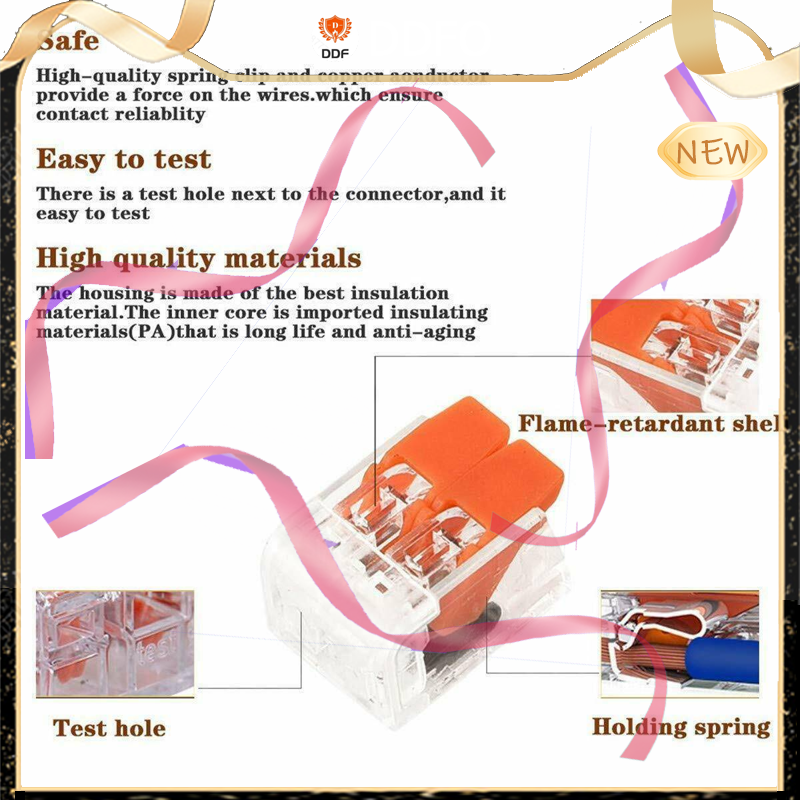 DDF
Safe
High-quality spring clip and copper conductor
provide a force on the wires.which ensure
contact reliablity
NEW
Easy to test
There is a test hole next to the connector,and it
easy to test
High quality materials
The housing is made of the best insulation
material.The inner core is imported insulating
materials(PA)that is long life and anti-aging
Flame-retardant shell
test
Test hole
Holding spring